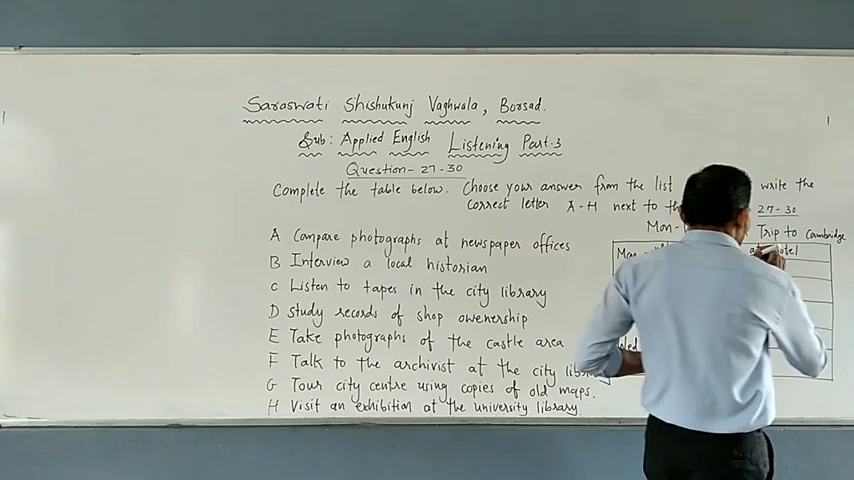 Saraswati Shishukunj Vaghwala, Borsad.
Sub: Applied English Listening Part-3
Question-27-30
Complete the table below. Choose your answer from the list write the
correct letter A-H next to 27-30
Mon- Trip to Cambridge
A Compare photographs at newspaper offices
B Interview a local historian
C Listen to tapes in the city library
D study records of shop owenership
E Take photographs of the castle area
F Talk to the archivist at the city
G Tour city centre using copies of old maps.
H Visit an exhibition at the university library.